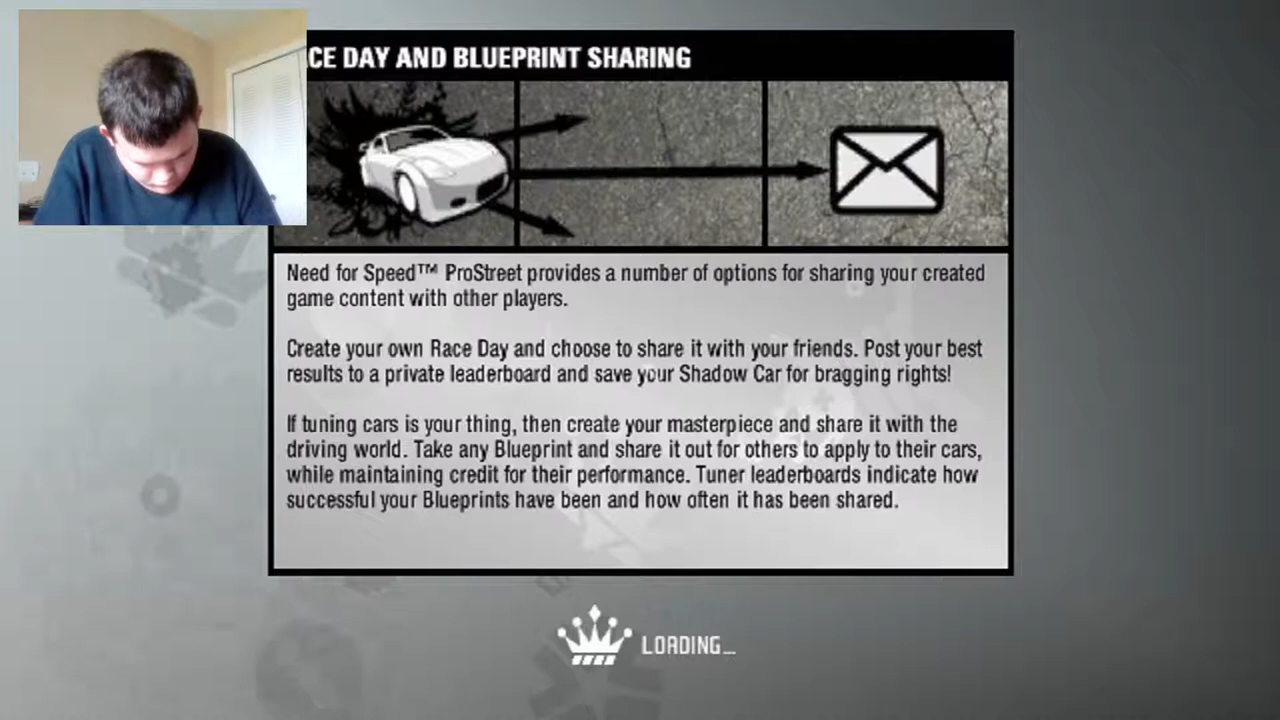 CE DAY AND BLUEPRINT SHARING
Need for Speed™ ProStreet provides a number of options for sharing your created
game content with other players.
Create your own Race Day and choose to share it with your friends. Post your best
results to a private leaderboard and save your Shadow Car for bragging rights!
If tuning cars is your thing, then create your masterpiece and share it with the
driving world. Take any Blueprint and share it out for others to apply to their cars,
while maintaining credit for their performance. Tuner leaderboards indicate how
successful your Blueprints have been and how often it has been shared.
LOADING_